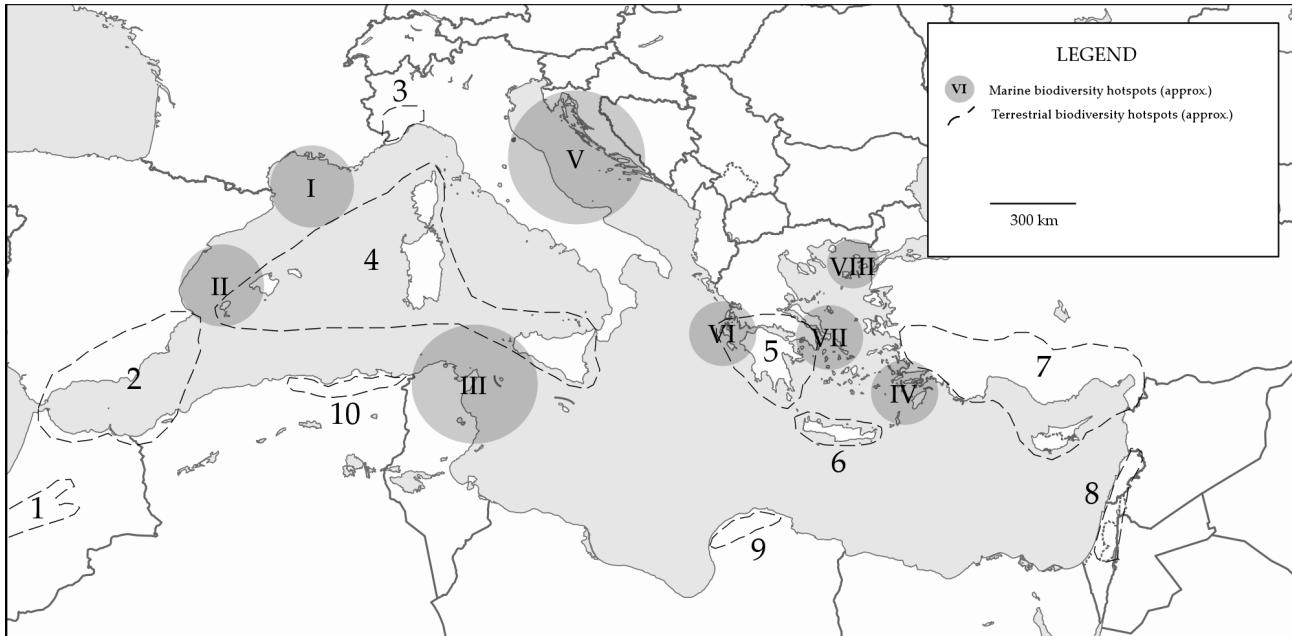 LEGEND
VI Marine biodiversity hotspots (approx.)
Terrestrial biodiversity hotspots (approx.)
300 km
3
V
I
4
II
VIII
VI
5
VII
7
2
III
IV
10
6
8
1
9